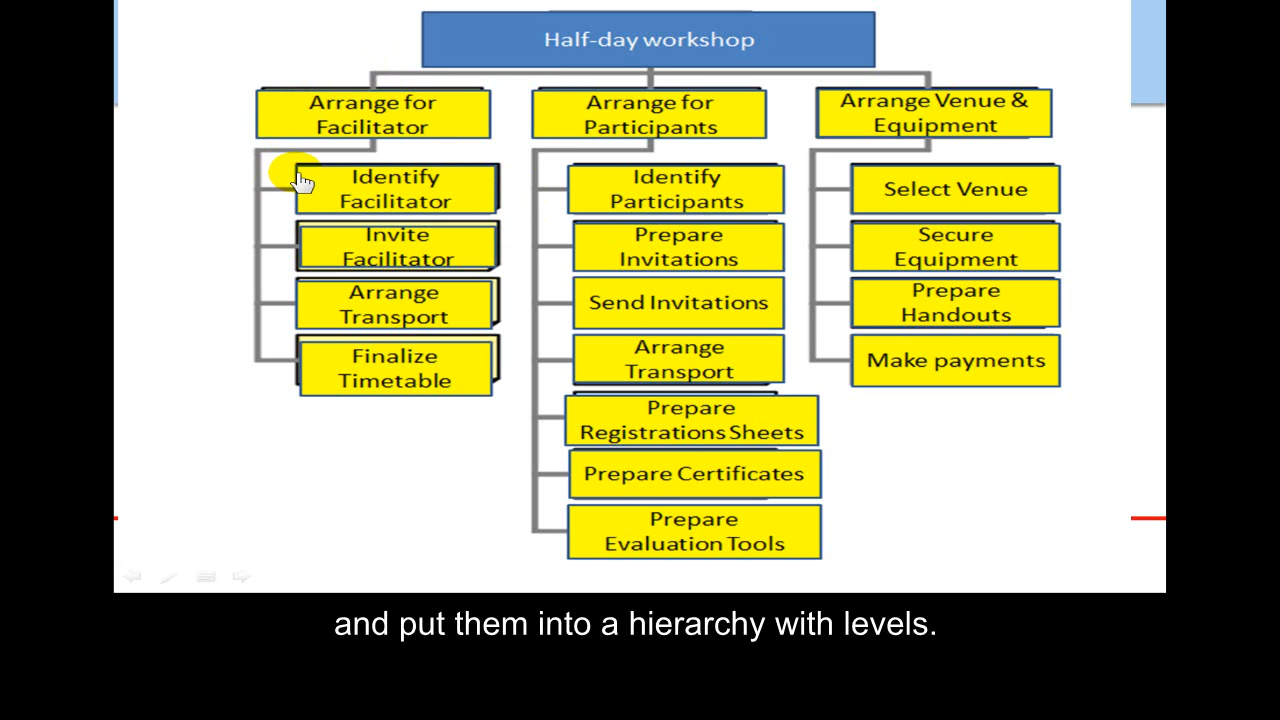 Half-day workshop
Arrange for
Facilitator
Identify
Facilitator
Invite
Facilitator
Arrange
Transport
Finalize
Timetable
Arrange for
Participants
Identify
Participants
Prepare
Invitations
Send Invitations
Arrange
Transport
Prepare
Registrations Sheets
Prepare Certificates
Prepare
Evaluation Tools
Arrange Venue &
Equipment
Select Venue
Secure
Equipment
Prepare
Handouts
Make payments
and put them into a hierarchy with levels.